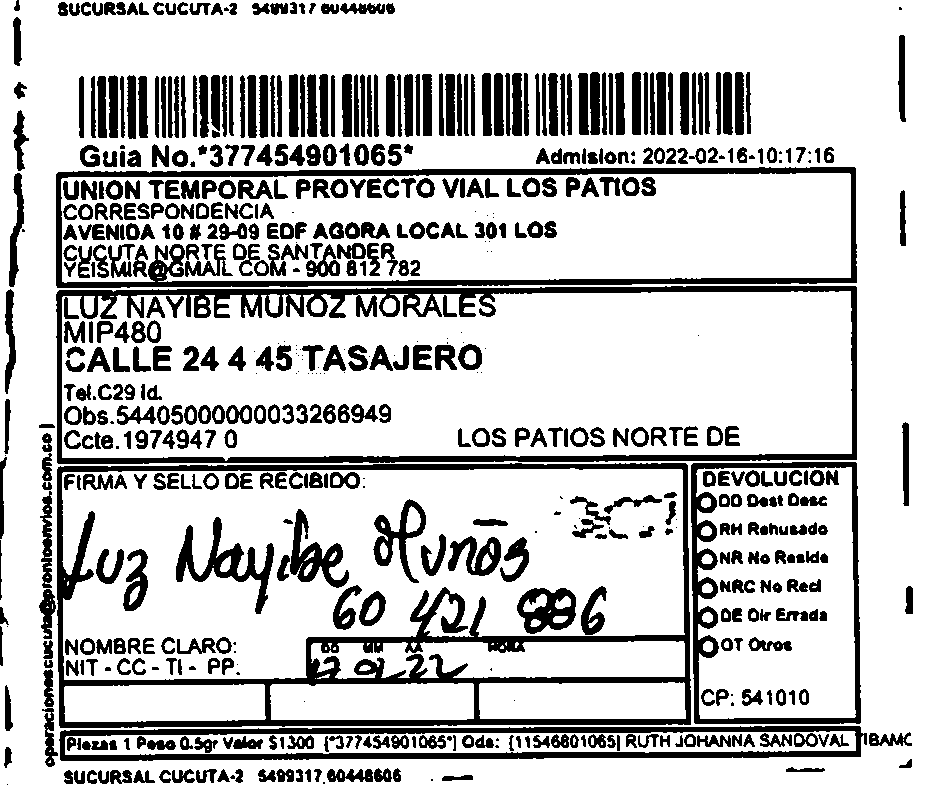 SUCURSAL CUCUTA-2 5499317 60448606
Guia No.*377454901065* Admision: 2022-02-16-10:17:16
UNION TEMPORAL PROYECTO VIAL LOS PATIOS
CORRESPONDENCIA
AVENIDA 10 # 29-09 EDF AGORA LOCAL 301 LOS
CUCUTA NORTE DE SANTANDER
YEISMIR@GMAIL COM - 900 812 782
LUZ NAYIBE MUNOZ MORALES
MIP480
CALLE 24 4 45 TASAJERO
Tel.C29 Id.
Obs.54405000000033266949
Ccte.1974947 0 LOS PATIOS NORTE DE
operacionescucuta@prontoenvios.com.co |
FIRMA Y SELLO DE RECIBIDO:
Luz Nayibe Muños
60 421 886
NOMBRE CLARO:
NIT - CC - TI - PP.
DD MM AA HORA
17 02 22
DEVOLUCION
DD Dest Desc
RH Rehusado
NR No Reside
NRC No Recl
DE Dir Errada
OT Otros
CP: 541010
Piezas 1 Peso 0.5gr Valor $1300 [*377454901065*] Ods: [11546801065] RUTH JOHANNA SANDOVAL TIBAMO
SUCURSAL CUCUTA-2 5499317 60448606